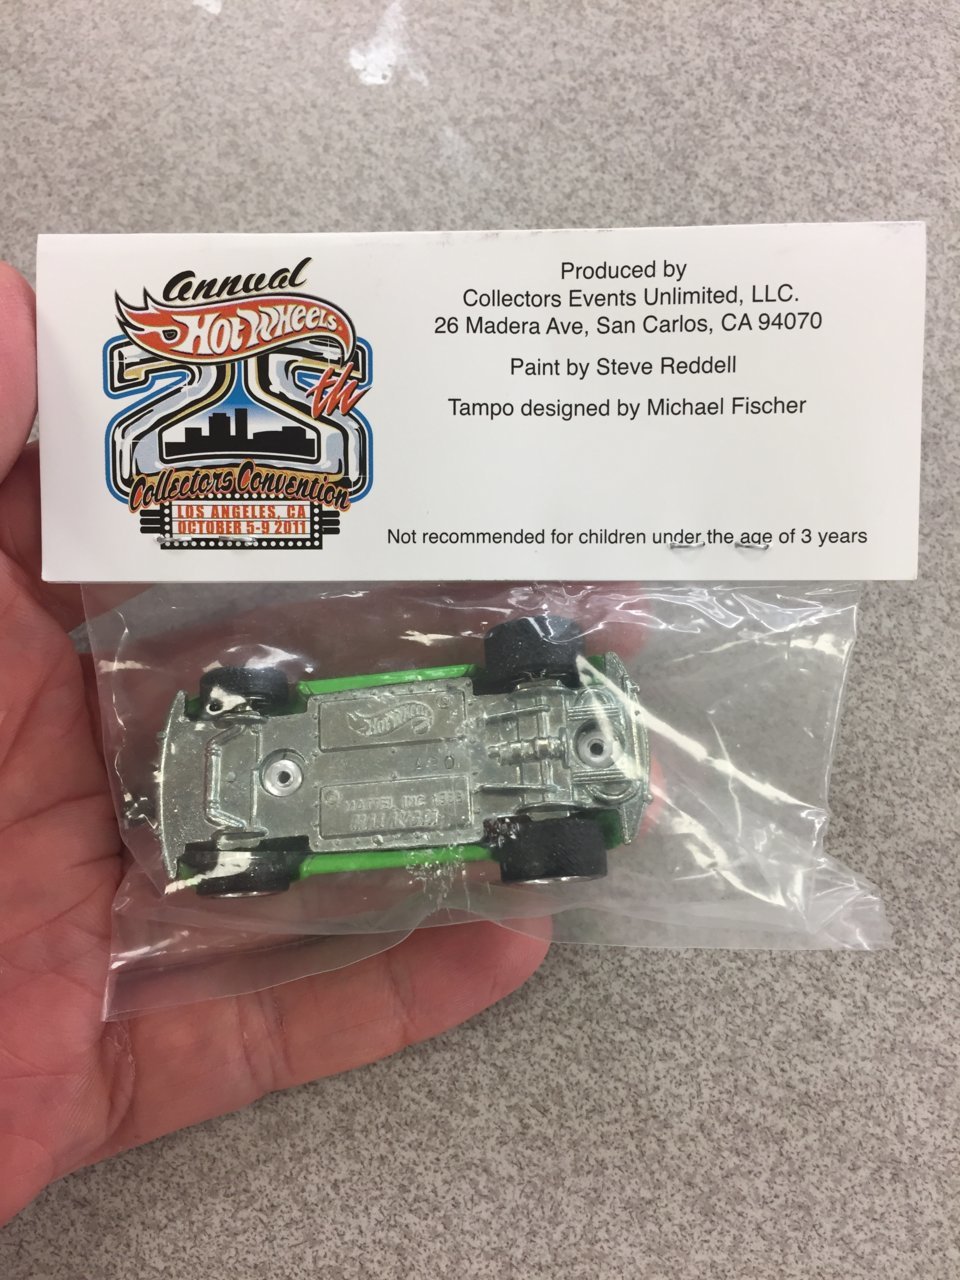 annual
Hot Wheels
25th
Collectors Convention
LOS ANGELES, CA
OCTOBER 5-9 2011
Produced by
Collectors Events Unlimited, LLC.
26 Madera Ave, San Carlos, CA 94070
Paint by Steve Reddell
Tampo designed by Michael Fischer
Not recommended for children under the age of 3 years
Hot Wheels
MATTEL INC